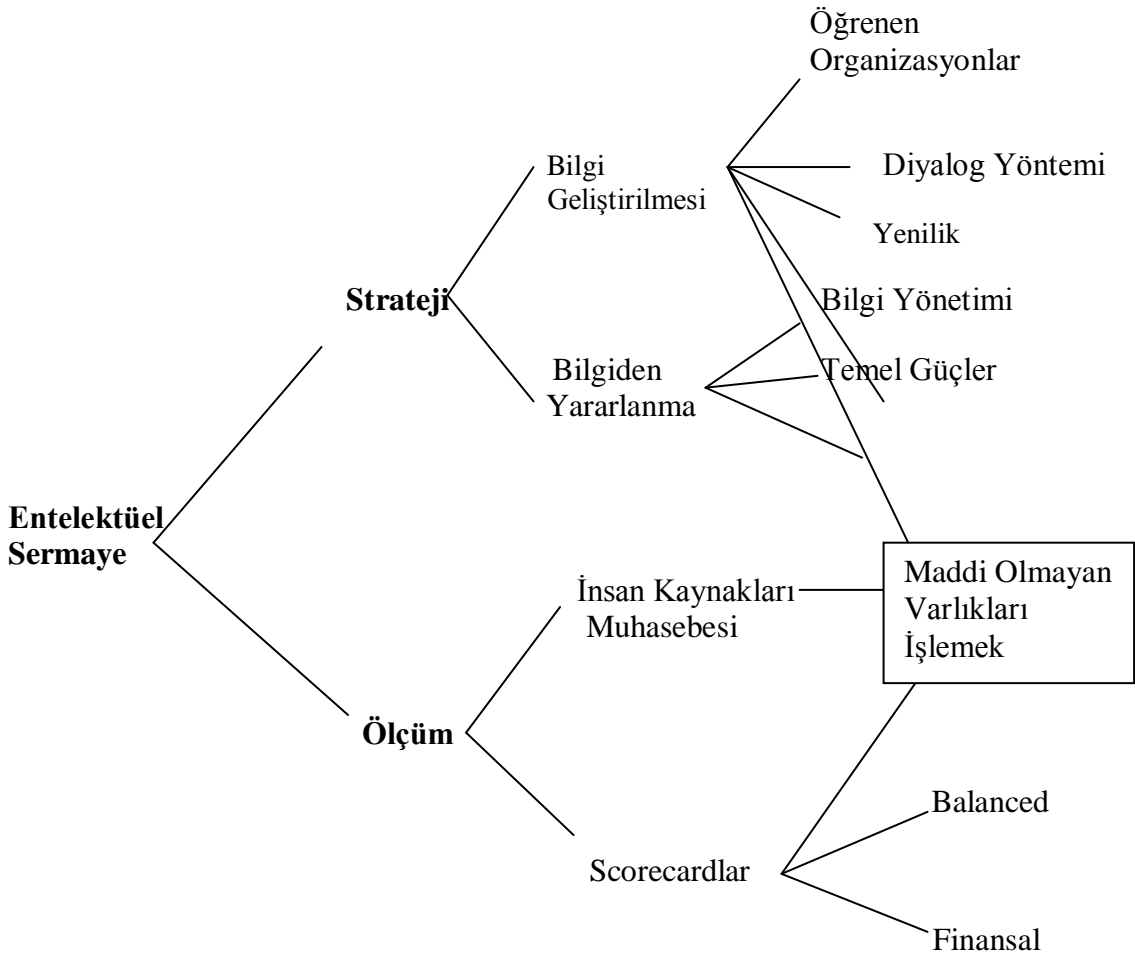 Öğrenen
Organizasyonlar
Bilgi
Geliştirilmesi
Diyalog Yöntemi
Yenilik
Strateji
Bilgi Yönetimi
Bilgiden
Yararlanma
Temel Güçler
Entelektüel
Sermaye
İnsan Kaynakları
Muhasebesi
Maddi Olmayan
Varlıkları
İşlemek
Ölçüm
Balanced
Scorecardlar
Finansal